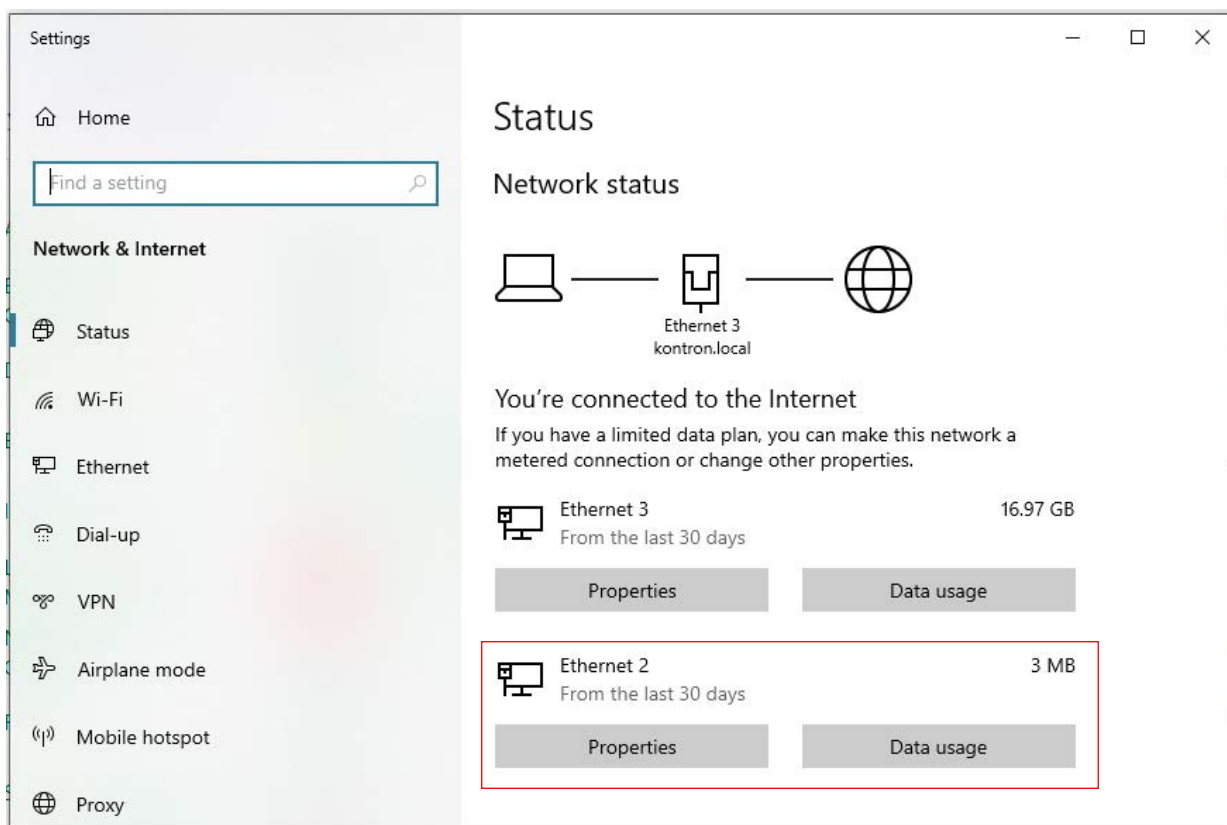 Settings
Home
Find a setting
Network & Internet
Status
Wi-Fi
Ethernet
Dial-up
VPN
Airplane mode
Mobile hotspot
Proxy
Status
Network status
Ethernet 3
kontron.local
You’re connected to the Internet
If you have a limited data plan, you can make this network a
metered connection or change other properties.
Ethernet 3 16.97 GB
From the last 30 days
Properties Data usage
Ethernet 2 3 MB
From the last 30 days
Properties Data usage